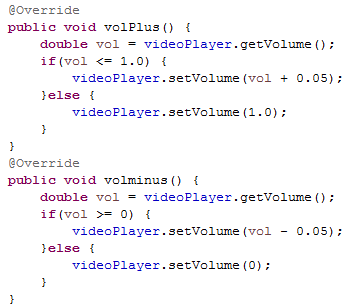 @Override
public void volPlus() {
    double vol = videoPlayer.getVolume();
    if(vol <= 1.0) {
        videoPlayer.setVolume(vol + 0.05);
    }else {
        videoPlayer.setVolume(1.0);
    }
}
@Override
public void volminus() {
    double vol = videoPlayer.getVolume();
    if(vol >= 0) {
        videoPlayer.setVolume(vol - 0.05);
    }else {
        videoPlayer.setVolume(0);
    }
}